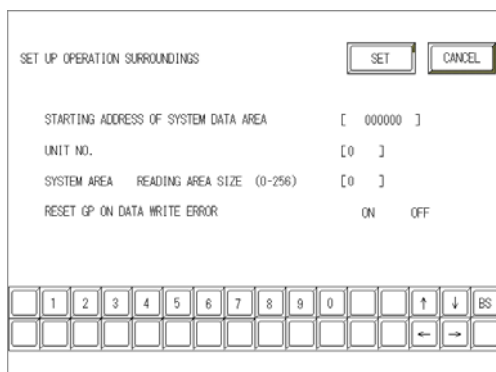 SET UP OPERATION SURROUNDINGS SET CANCEL
STARTING ADDRESS OF SYSTEM DATA AREA [ 000000 ]
UNIT NO. [0 ]
SYSTEM AREA READING AREA SIZE (0-256) [0 ]
RESET GP ON DATA WRITE ERROR ON OFF
1 2 3 4 5 6 7 8 9 0 ↑ ↓ BS
← →